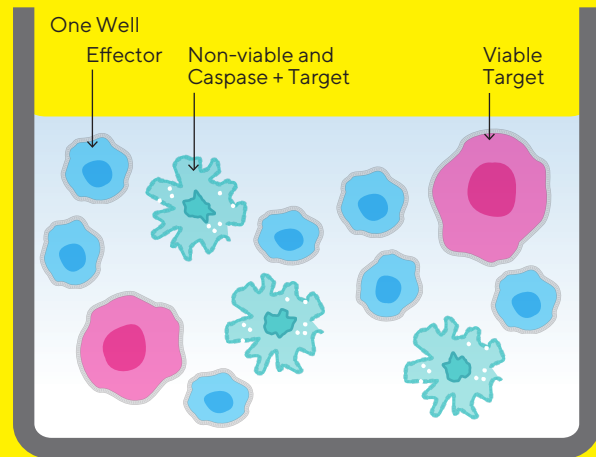 One Well
Effector
Non-viable and
Caspase + Target
Viable
Target